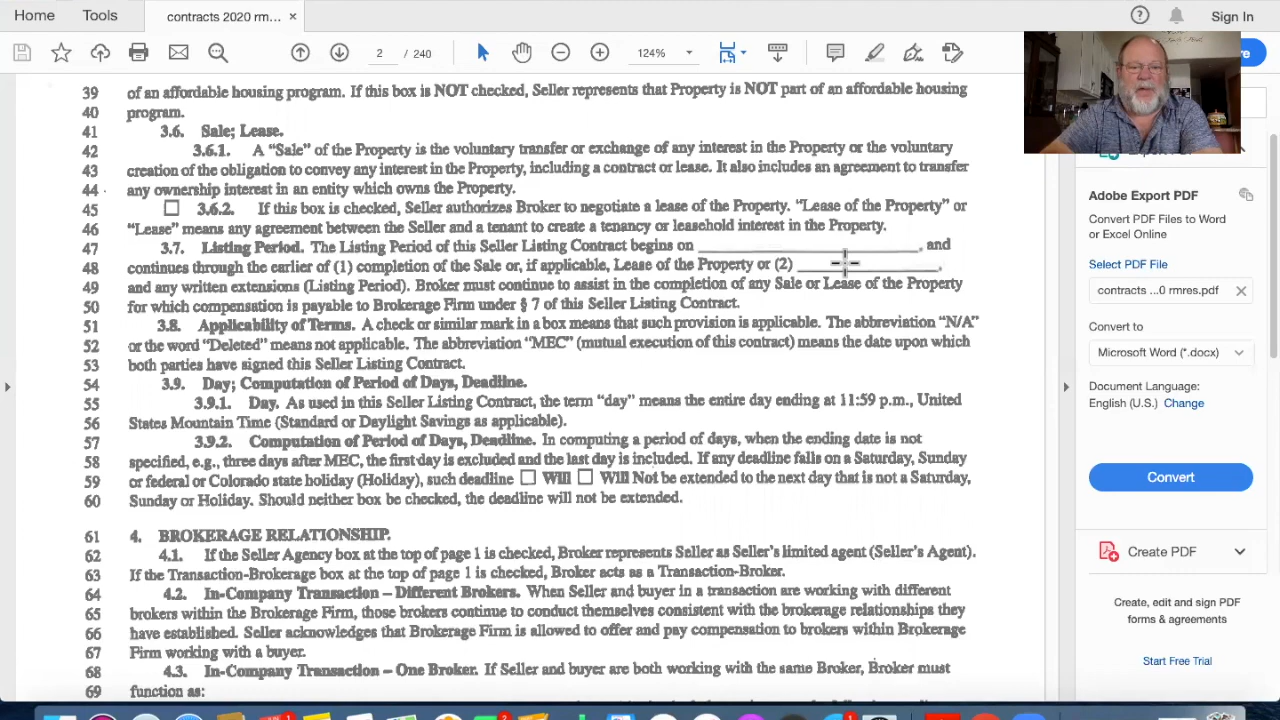 Home
Tools
contracts 2020 rm... ×
Sign In
2 / 240
124%
39 of an affordable housing program. If this box is NOT checked, Seller represents that Property is NOT part of an affordable housing
40 program.
41 3.6. Sale; Lease.
42 3.6.1. A “Sale” of the Property is the voluntary transfer or exchange of any interest in the Property or the voluntary
43 creation of the obligation to convey any interest in the Property, including a contract or lease. It also includes an agreement to transfer
44 any ownership interest in an entity which owns the Property.
45 ☐ 3.6.2. If this box is checked, Seller authorizes Broker to negotiate a lease of the Property. “Lease of the Property” or
46 “Lease” means any agreement between the Seller and a tenant to create a tenancy or leasehold interest in the Property.
47 3.7. Listing Period. The Listing Period of this Seller Listing Contract begins on ____________________, and
48 continues through the earlier of (1) completion of the Sale or, if applicable, Lease of the Property or (2) _____________,
49 and any written extensions (Listing Period). Broker must continue to assist in the completion of any Sale or Lease of the Property
50 for which compensation is payable to Brokerage Firm under § 7 of this Seller Listing Contract.
51 3.8. Applicability of Terms. A check or similar mark in a box means that such provision is applicable. The abbreviation “N/A”
52 or the word “Deleted” means not applicable. The abbreviation “MEC” (mutual execution of this contract) means the date upon which
53 both parties have signed this Seller Listing Contract.
54 3.9. Day; Computation of Period of Days, Deadline.
55 3.9.1. Day. As used in this Seller Listing Contract, the term “day” means the entire day ending at 11:59 p.m., United
56 States Mountain Time (Standard or Daylight Savings as applicable).
57 3.9.2. Computation of Period of Days, Deadline. In computing a period of days, when the ending date is not
58 specified, e.g., three days after MEC, the first day is excluded and the last day is included. If any deadline falls on a Saturday, Sunday
59 or federal or Colorado state holiday (Holiday), such deadline ☐ Will ☐ Will Not be extended to the next day that is not a Saturday,
60 Sunday or Holiday. Should neither box be checked, the deadline will not be extended.
61 4. BROKERAGE RELATIONSHIP.
62 4.1. If the Seller Agency box at the top of page 1 is checked, Broker represents Seller as Seller’s limited agent (Seller’s Agent).
63 If the Transaction-Brokerage box at the top of page 1 is checked, Broker acts as a Transaction-Broker.
64 4.2. In-Company Transaction – Different Brokers. When Seller and buyer in a transaction are working with different
65 brokers within the Brokerage Firm, those brokers continue to conduct themselves consistent with the brokerage relationships they
66 have established. Seller acknowledges that Brokerage Firm is allowed to offer and pay compensation to brokers within Brokerage
67 Firm working with a buyer.
68 4.3. In-Company Transaction – One Broker. If Seller and buyer are both working with the same Broker, Broker must
69 function as:
Adobe Export PDF
Convert PDF Files to Word
or Excel Online
Select PDF File
contracts ...0 rmres.pdf
Convert to
Microsoft Word (*.docx)
Document Language:
English (U.S.) Change
Convert
Create PDF
Create, edit and sign PDF
forms & agreements
Start Free Trial